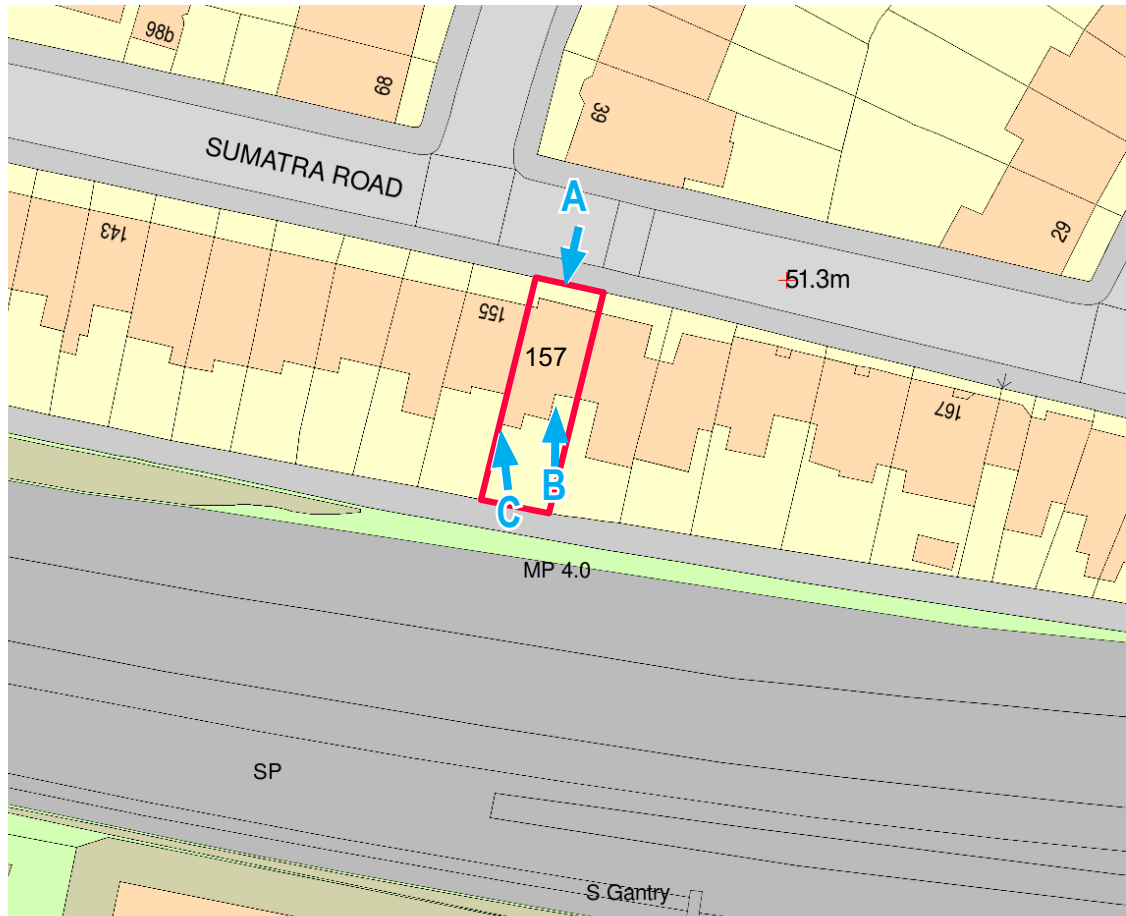 98b
68
39
SUMATRA ROAD
A
29
143
51.3m
155
157
167
B
C
MP 4.0
SP
S Gantry